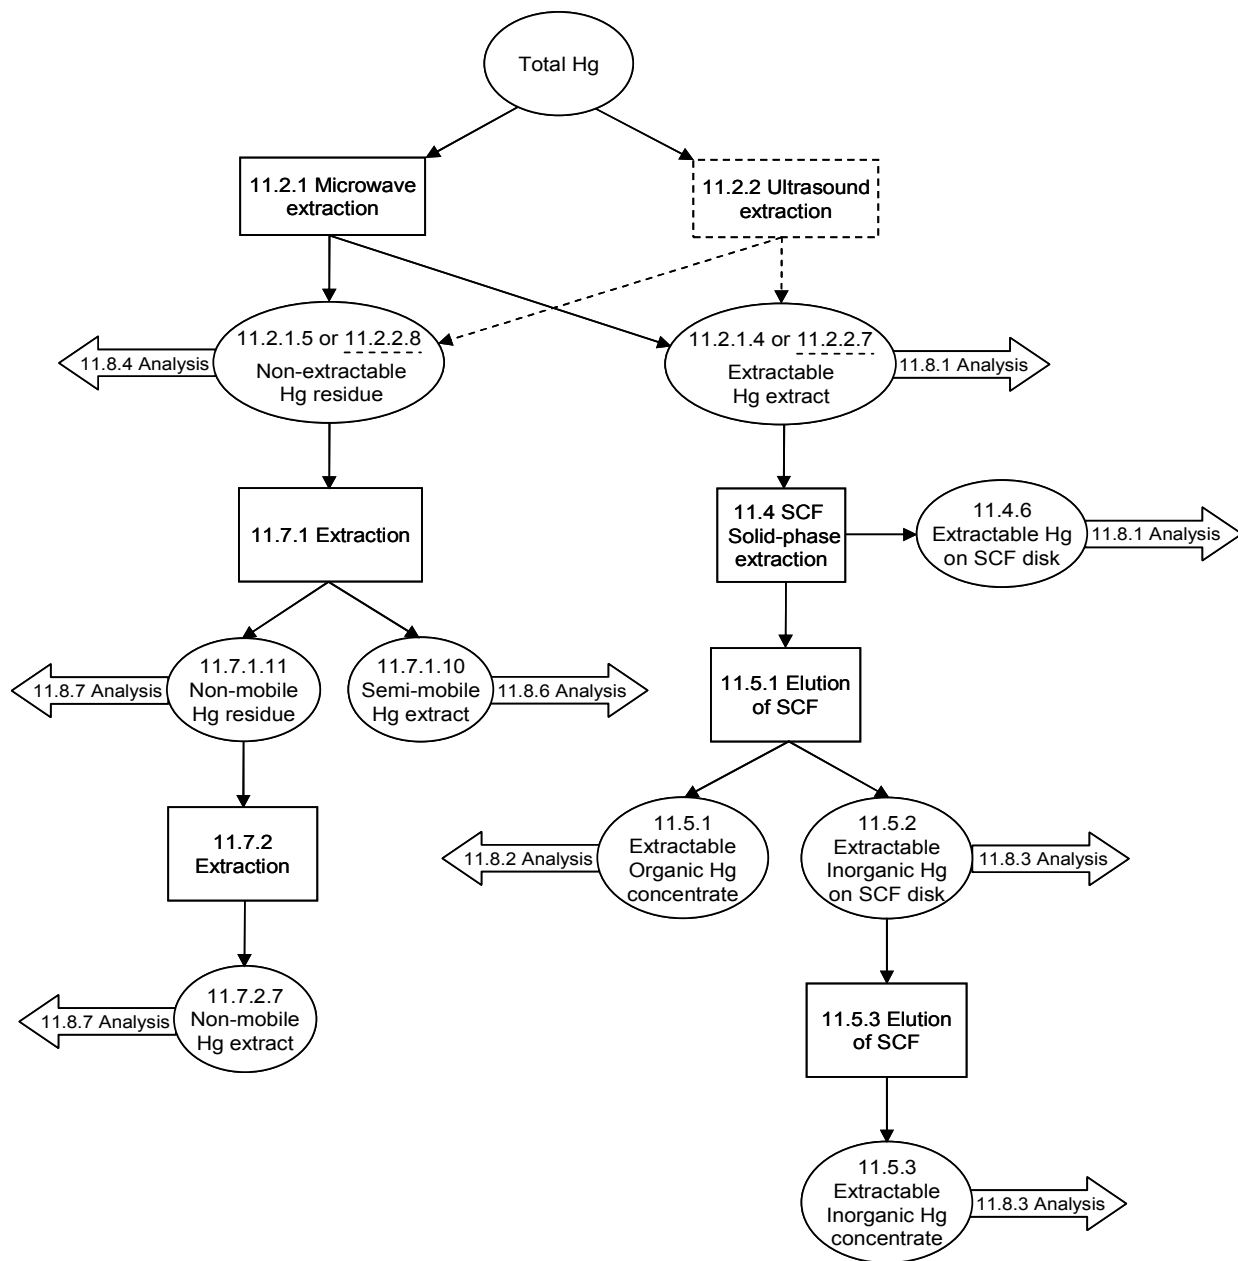 Total Hg
11.2.1 Microwave
extraction
11.2.2 Ultrasound
extraction
11.8.4 Analysis
11.2.1.5 or 11.2.2.8
Non-extractable
Hg residue
11.2.1.4 or 11.2.2.7
Extractable
Hg extract
11.8.1 Analysis
11.7.1 Extraction
11.4 SCF
Solid-phase
extraction
11.4.6
Extractable Hg
on SCF disk
11.8.1 Analysis
11.8.7 Analysis
11.7.1.11
Non-mobile
Hg residue
11.7.1.10
Semi-mobile
Hg extract
11.8.6 Analysis
11.5.1 Elution
of SCF
11.7.2
Extraction
11.8.2 Analysis
11.5.1
Extractable
Organic Hg
concentrate
11.5.2
Extractable
Inorganic Hg
on SCF disk
11.8.3 Analysis
11.8.7 Analysis
11.7.2.7
Non-mobile
Hg extract
11.5.3 Elution
of SCF
11.5.3
Extractable
Inorganic Hg
concentrate
11.8.3 Analysis